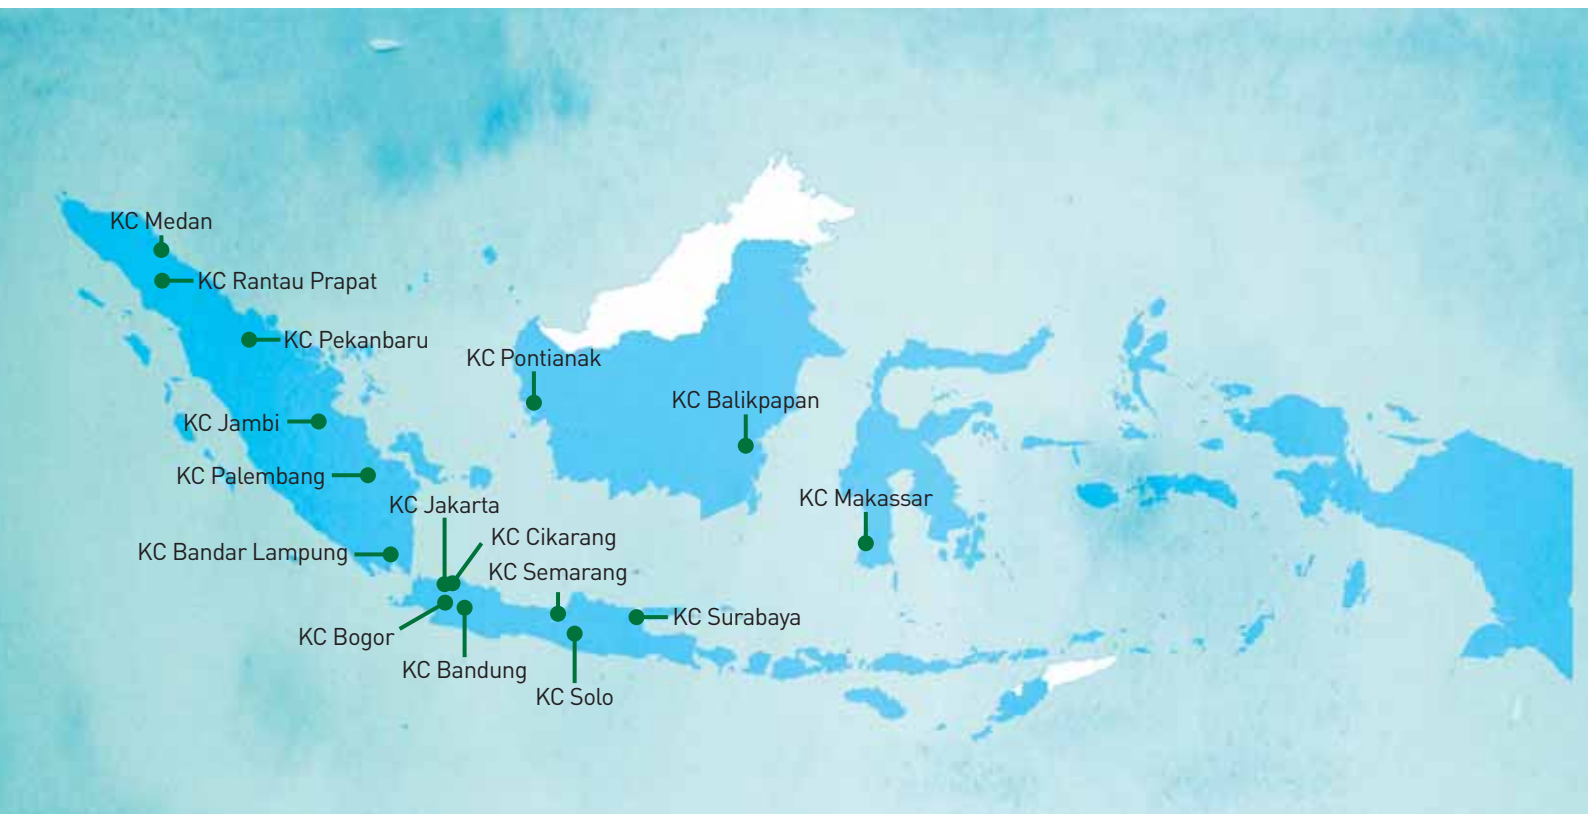 KC Medan
KC Rantau Prapat
KC Pekanbaru
KC Pontianak
KC Balikpapan
KC Jambi
KC Palembang
KC Makassar
KC Jakarta
KC Cikarang
KC Bandar Lampung
KC Semarang
KC Surabaya
KC Bogor
KC Bandung
KC Solo